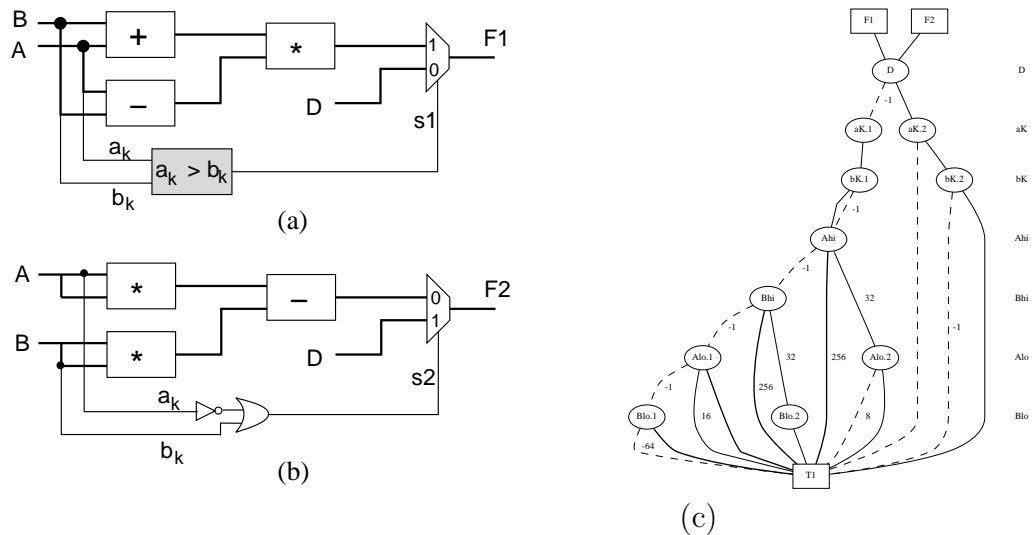 B
A
+
−
*
D
1
0
F1
s1
a_k
b_k
a_k > b_k
(a)
A
B
*
*
−
D
0
1
F2
s2
a_k
b_k
(b)
F1 F2
D D
-1
aK.1 aK.2 aK
bK.1 bK.2 bK
-1
Ahi Ahi
-1 32
Bhi Bhi
-1 32 256 -1
Alo.1 Alo.2 Alo
-1 256
Blo.1 16 Blo.2 8 Blo
-64
T1
(c)